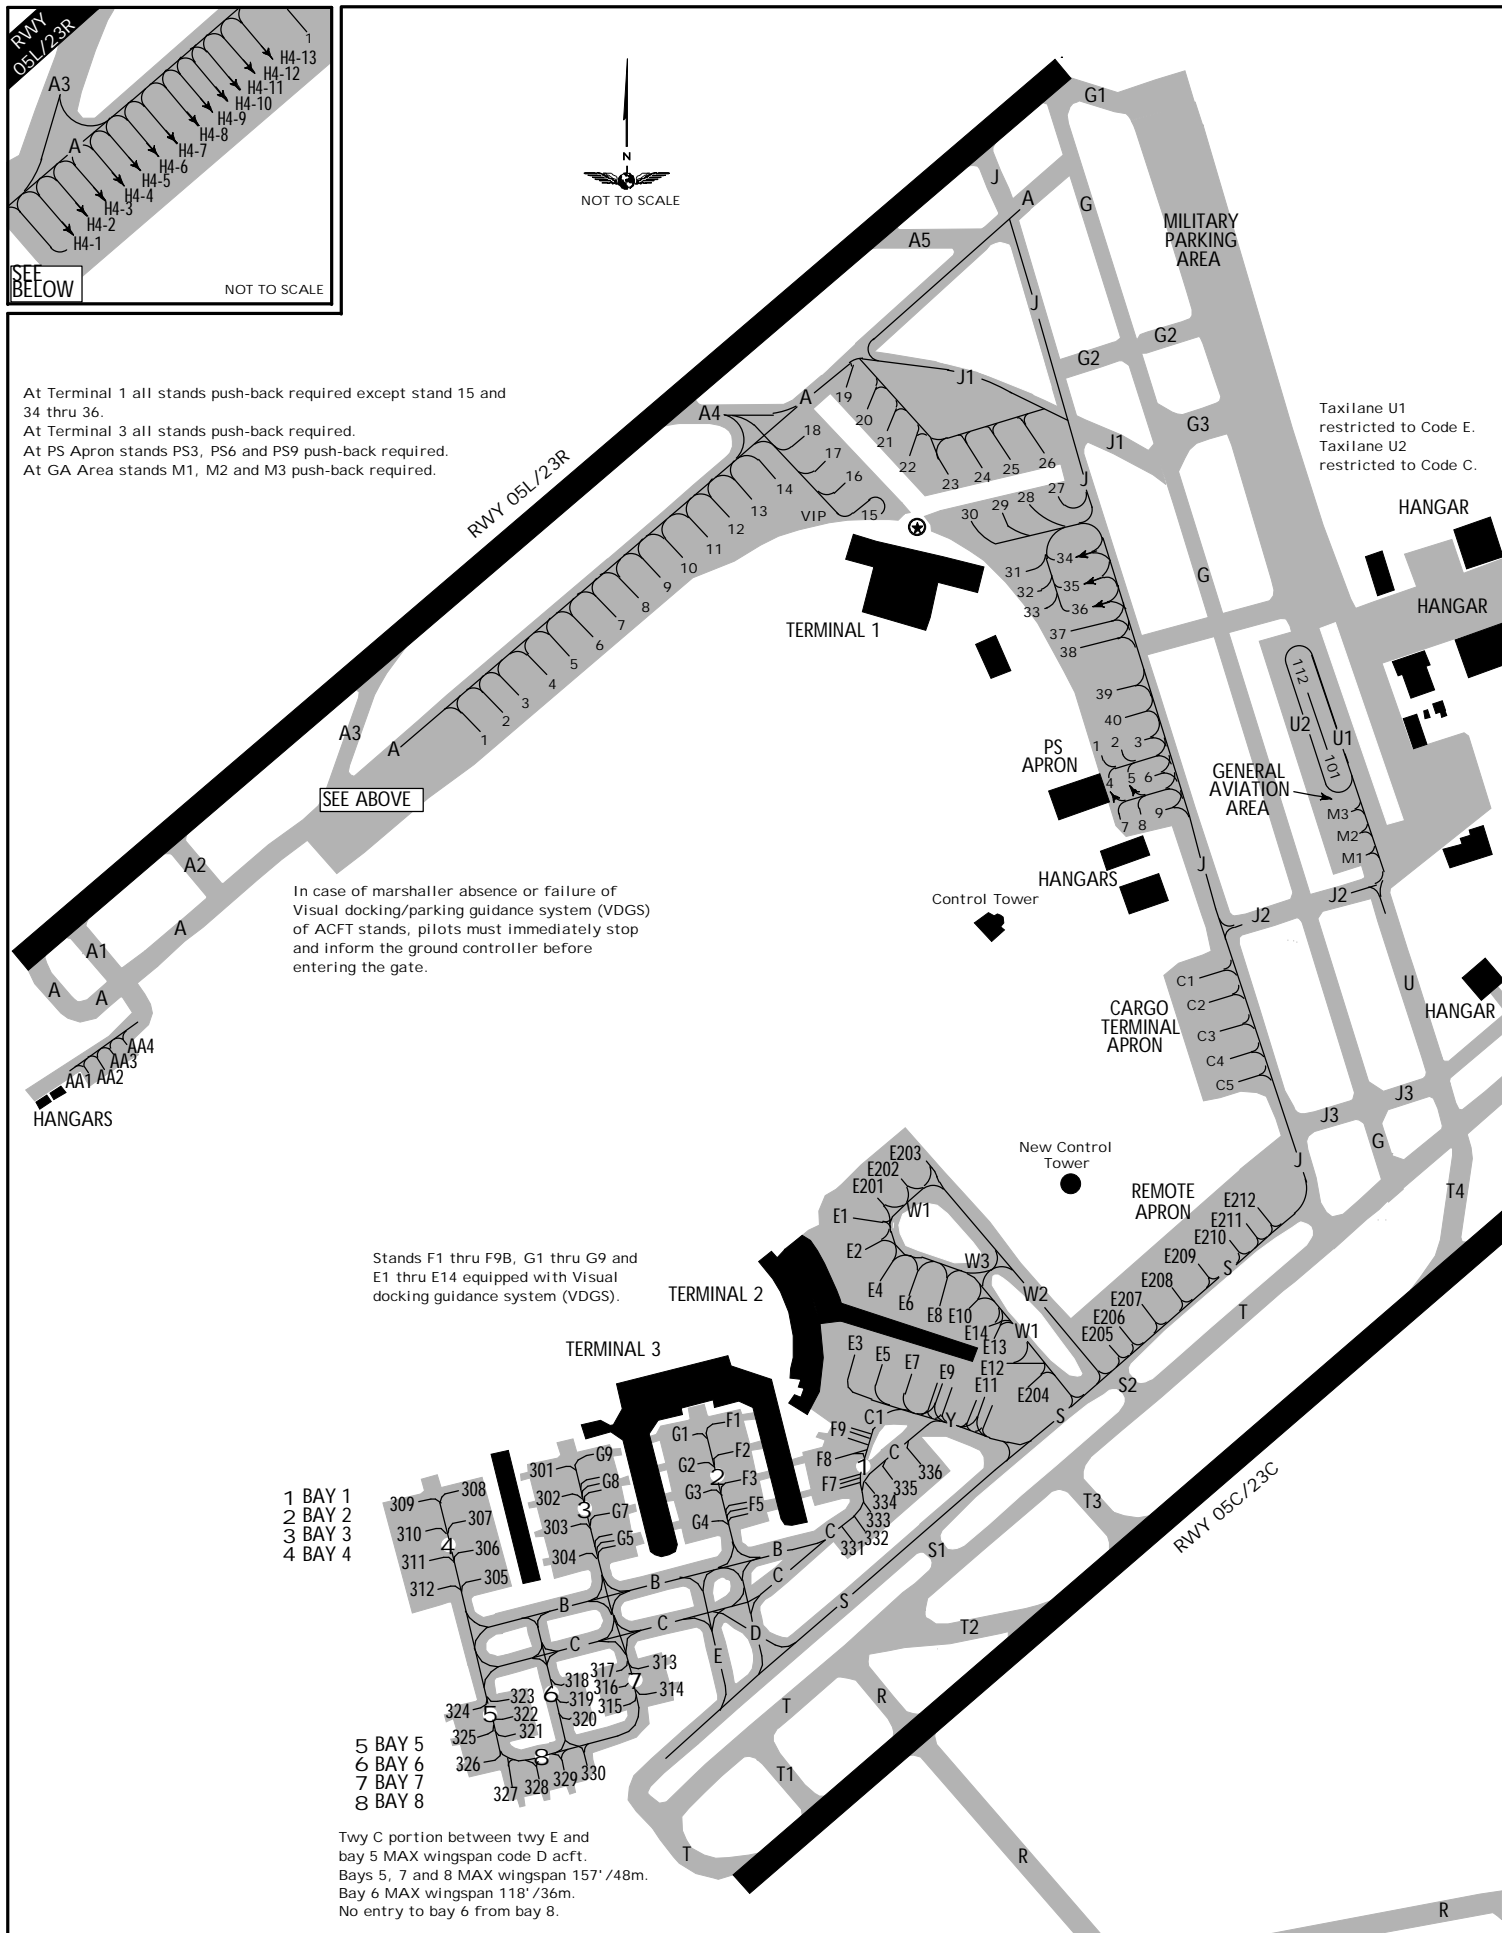 RWY
05L/23R
A3
1
H4-13
H4-12
H4-11
H4-10
H4-9
H4-8
H4-7
H4-6
H4-5
H4-4
H4-3
H4-2
H4-1
A
SEE
BELOW
NOT TO SCALE
N
NOT TO SCALE
G1
J
A
G
A5
MILITARY
PARKING
AREA
J
G2
G2
At Terminal 1 all stands push-back required except stand 15 and
34 thru 36.
At Terminal 3 all stands push-back required.
At PS Apron stands PS3, PS6 and PS9 push-back required.
At GA Area stands M1, M2 and M3 push-back required.
A4
A
19
20
21
22
23
24
25
26
J1
J1
G3
Taxilane U1
restricted to Code E.
Taxilane U2
restricted to Code C.
RWY 05L/23R
18
17
16
15
VIP
14
13
12
11
10
9
8
7
6
5
4
3
2
1
30
29
28
27
J
HANGAR
HANGAR
31
32
33
34
35
36
37
38
39
40
G
TERMINAL 1
A3
A
SEE ABOVE
PS
APRON
1
2
3
4
5
6
7
8
9
112
101
U2
U1
GENERAL
AVIATION
AREA
M3
M2
M1
J
HANGARS
J2
J2
A2
A
A1
A
A
In case of marshaller absence or failure of
Visual docking/parking guidance system (VDGS)
of ACFT stands, pilots must immediately stop
and inform the ground controller before
entering the gate.
Control Tower
C1
C2
C3
C4
C5
CARGO
TERMINAL
APRON
U
HANGAR
AA4
AA3
AA2
AA1
HANGARS
J3
J3
G
J
T4
New Control
Tower
REMOTE
APRON
E203
E202
E201
E1
E2
E4
E6
E8
E10
E14
E13
E12
E204
W1
W3
W2
W1
E212
E211
E210
E209
E208
E207
E206
E205
S
T
Stands F1 thru F9B, G1 thru G9 and
E1 thru E14 equipped with Visual
docking guidance system (VDGS).
TERMINAL 2
TERMINAL 3
E3
E5
E7
E9
E11
S2
S
Y
C1
F9
F8
F7
1
C
336
335
334
333
332
331
C
G1
F1
G2
F2
2
G3
F3
G4
F5
301
G9
302
G8
3
303
G7
304
G5
309
308
310
307
4
311
306
312
305
1 BAY 1
2 BAY 2
3 BAY 3
4 BAY 4
T3
S1
RWY 05C/23C
B
B
B
C
C
C
S
D
E
T2
R
T
T1
317
313
316
7
314
315
318
6
319
320
323
324
5
322
325
321
326
8
327
328
329
330
5 BAY 5
6 BAY 6
7 BAY 7
8 BAY 8
Twy C portion between twy E and
bay 5 MAX wingspan code D acft.
Bays 5, 7 and 8 MAX wingspan 157'/48m.
Bay 6 MAX wingspan 118'/36m.
No entry to bay 6 from bay 8.
T
R
R